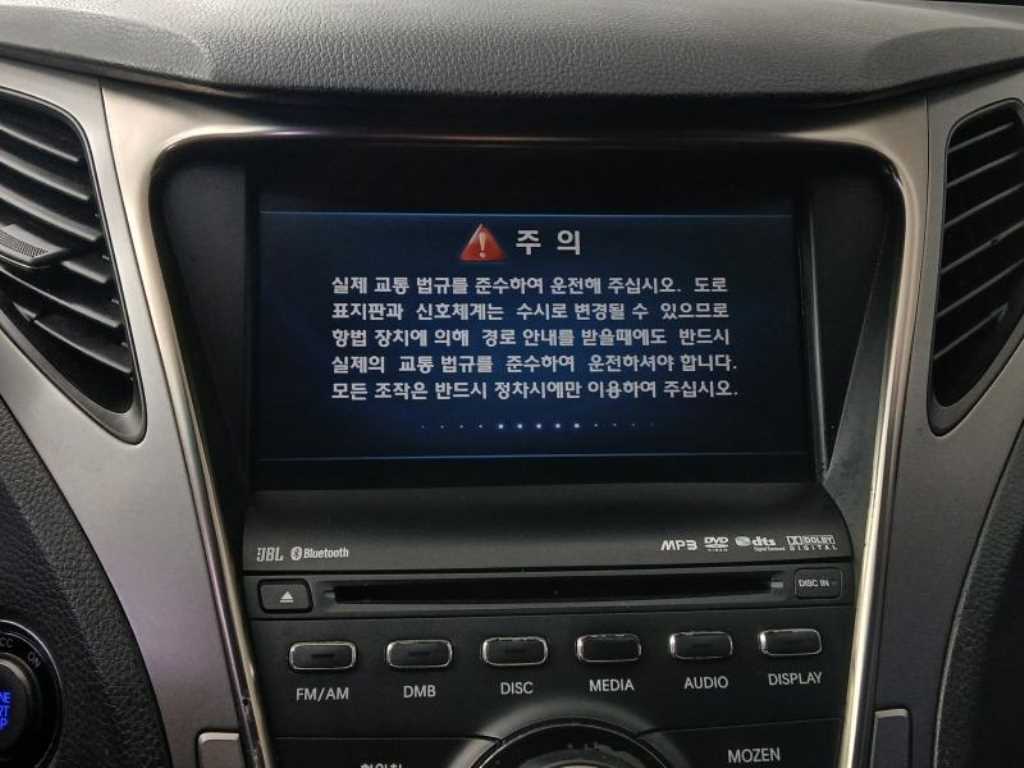 주 의
실제 교통 법규를 준수하여 운전해 주십시오. 도로
표지판과 신호체계는 수시로 변경될 수 있으므로
항법 장치에 의해 경로 안내를 받을때에도 반드시
실제의 교통 법규를 준수하여 운전하셔야 합니다.
모든 조작은 반드시 정차시에만 이용하여 주십시오.
JBL Bluetooth MP3 DVD VIDEO dts Digital Surround DOLBY DIGITAL
DISC IN
FM/AM DMB DISC MEDIA AUDIO DISPLAY
ON
MOZEN